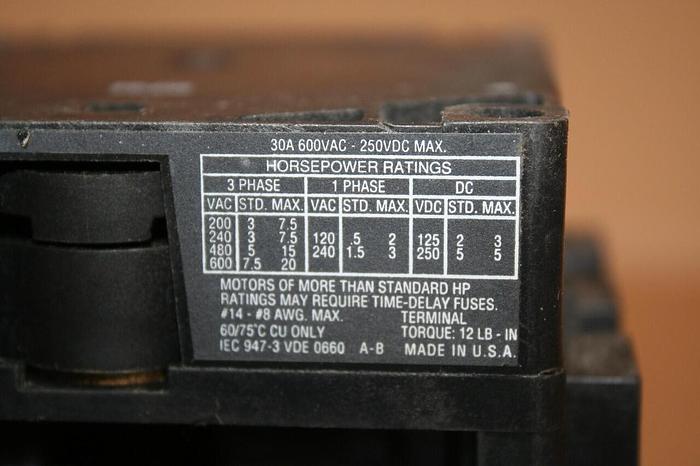 30A 600VAC - 250VDC MAX.
HORSEPOWER RATINGS
3 PHASE 1 PHASE DC
VAC STD. MAX. VAC STD. MAX. VDC STD. MAX.
200 3 7.5
240 3 7.5 120 .5 2 125 2 3
480 5 15 240 1.5 3 250 5 5
600 7.5 20
MOTORS OF MORE THAN STANDARD HP
RATINGS MAY REQUIRE TIME-DELAY FUSES.
#14 - #8 AWG. MAX. TERMINAL
60/75°C CU ONLY TORQUE: 12 LB - IN
IEC 947-3 VDE 0660 A-B MADE IN U.S.A.